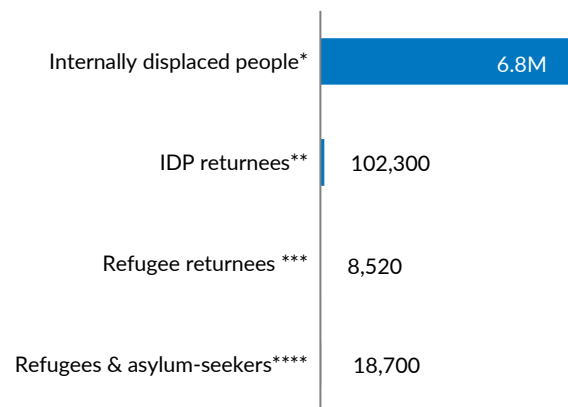 Internally displaced people* 6.8M
IDP returnees** 102,300
Refugee returnees *** 8,520
Refugees & asylum-seekers**** 18,700